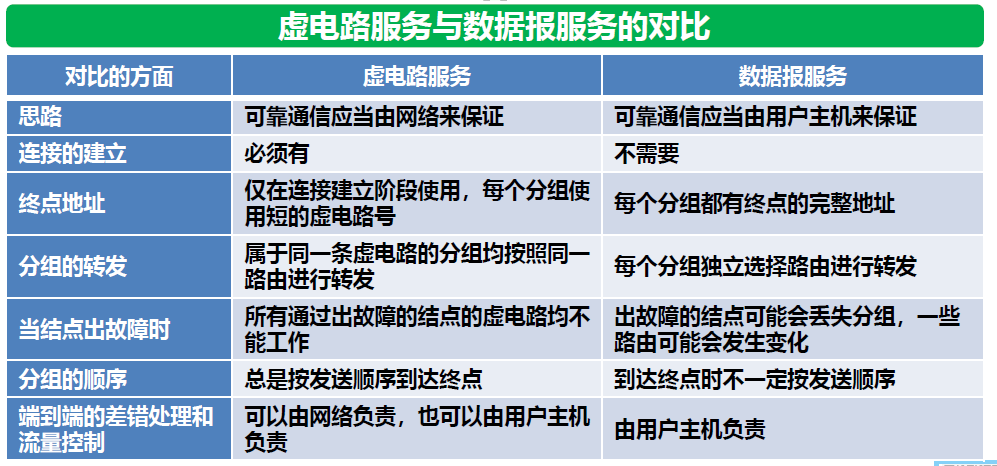 虚电路服务与数据报服务的对比
对比的方面 虚电路服务 数据报服务
思路 可靠通信应当由网络来保证 可靠通信应当由用户主机来保证
连接的建立 必须有 不需要
终点地址 仅在连接建立阶段使用，每个分组使
用短的虚电路号 每个分组都有终点的完整地址
分组的转发 属于同一条虚电路的分组均按照同一
路由进行转发 每个分组独立选择路由进行转发
当结点出故障时 所有通过出故障的结点的虚电路均不
能工作 出故障的结点可能会丢失分组，一些
路由可能会发生变化
分组的顺序 总是按发送顺序到达终点 到达终点时不一定按发送顺序
端到端的差错处理和
流量控制 可以由网络负责，也可以由用户主机
负责 由用户主机负责